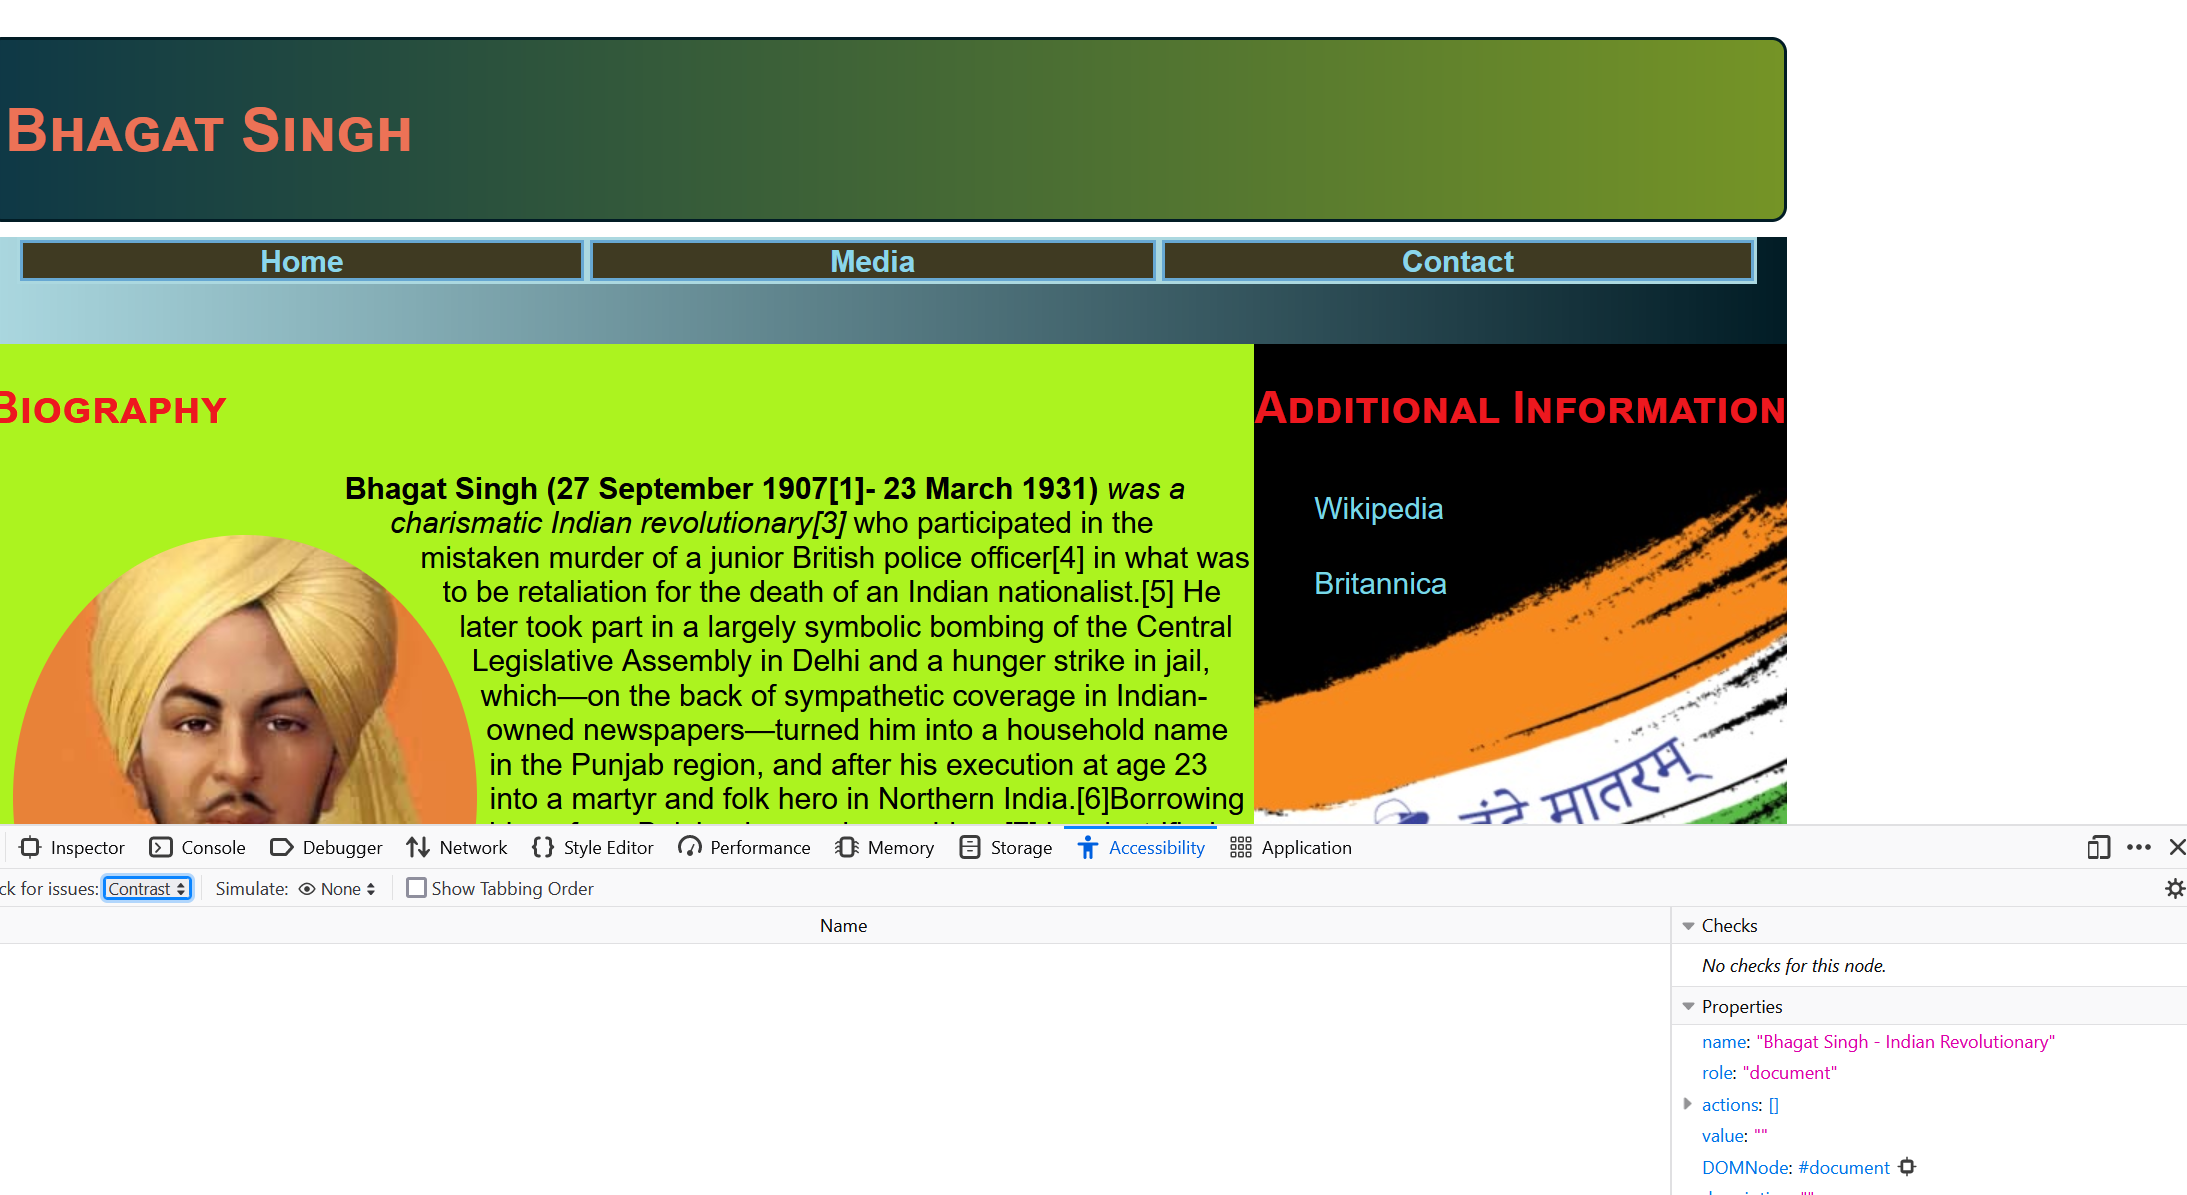 Bhagat Singh
Home Media Contact
Biography
Additional Information
Bhagat Singh (27 September 1907[1]- 23 March 1931) was a
charismatic Indian revolutionary[3] who participated in the
mistaken murder of a junior British police officer[4] in what was
to be retaliation for the death of an Indian nationalist.[5] He
later took part in a largely symbolic bombing of the Central
Legislative Assembly in Delhi and a hunger strike in jail,
which—on the back of sympathetic coverage in Indian-
owned newspapers—turned him into a household name
in the Punjab region, and after his execution at age 23
into a martyr and folk hero in Northern India.[6]Borrowing
Wikipedia
Britannica
वंदे मातरम्
Inspector Console Debugger Network Style Editor Performance Memory Storage Accessibility Application
ck for issues: Contrast Simulate: None Show Tabbing Order
Name
Checks
No checks for this node.
Properties
name: "Bhagat Singh - Indian Revolutionary"
role: "document"
actions: []
value: ""
DOMNode: #document